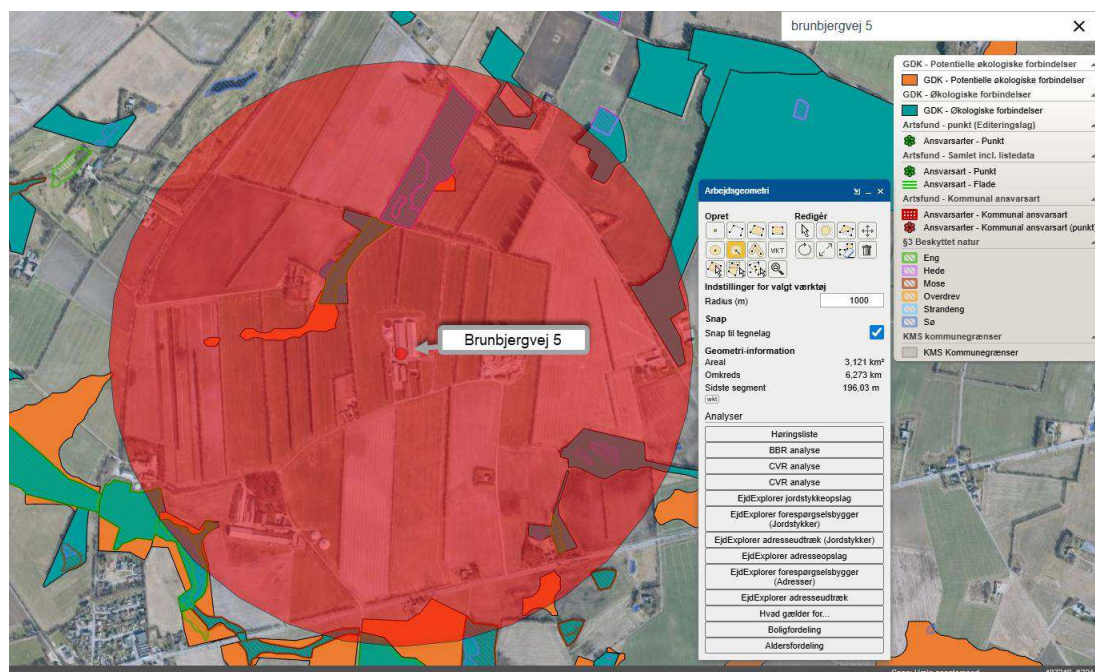 brunbjergvej 5
GDK - Potentielle økologiske forbindelser
GDK - Potentielle økologiske forbindelser
GDK - Økologiske forbindelser
GDK - Økologiske forbindelser
Artsfund - punkt (Editeringslag)
Ansvarsarter - Punkt
Artsfund - Samlet incl. listedata
Ansvarsart - Punkt
Ansvarsart - Flade
Artsfund - Kommunal ansvarsart
Ansvarsarter - Kommunal ansvarsart
Ansvarsarter - Kommunal ansvarsart (punkt)
§3 Beskyttet natur
Eng
Hede
Mose
Overdrev
Strandeng
Sø
KMS kommunegrænser
KMS Kommunegrænser
Brunbjergvej 5
Arbejdsgeometri
Opret Redigér
WKT
Indstillinger for valgt værktøj
Radius (m) 1000
Snap
Snap til tegnelag
Geometri-information
Areal 3,121 km²
Omkreds 6,273 km
Sidste segment 196,03 m
wkt
Analyser
Høringsliste
BBR analyse
CVR analyse
CVR analyse
EjdExplorer jordstykkeopslag
EjdExplorer forespørgselsbygger
(Jordstykker)
EjdExplorer adresseudtræk (Jordstykker)
EjdExplorer adresseopslag
EjdExplorer forespørgselsbygger
(Adresser)
EjdExplorer adresseudtræk
Hvad gælder for...
Boligfordeling
Aldersfordeling